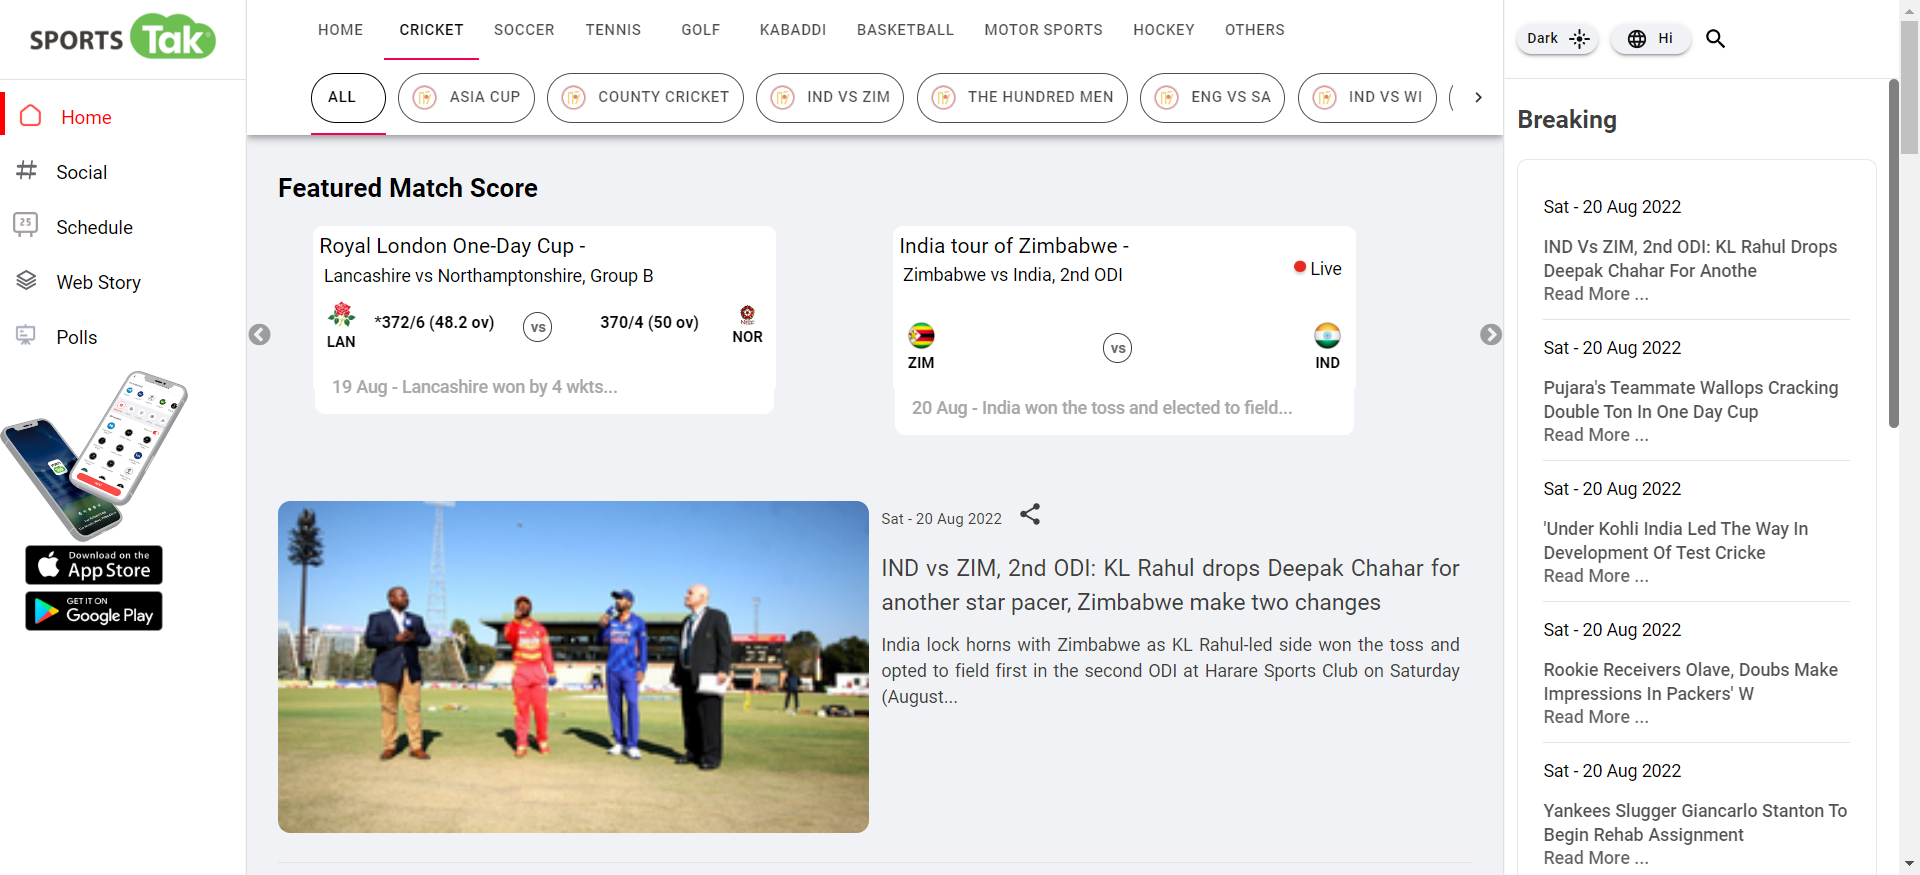 SPORTS Tak
HOME CRICKET SOCCER TENNIS GOLF KABADDI BASKETBALL MOTOR SPORTS HOCKEY OTHERS
Dark Hi
ALL ASIA CUP COUNTY CRICKET IND VS ZIM THE HUNDRED MEN ENG VS SA IND VS WI
Home
Social
25
Schedule
Web Story
Polls
Download on the
App Store
GET IT ON
Google Play
Featured Match Score
Royal London One-Day Cup -
Lancashire vs Northamptonshire, Group B
*372/6 (48.2 ov) vs 370/4 (50 ov)
LAN NOR
19 Aug - Lancashire won by 4 wkts...
India tour of Zimbabwe -
Zimbabwe vs India, 2nd ODI
Live
vs
ZIM IND
20 Aug - India won the toss and elected to field...
Sat - 20 Aug 2022
IND vs ZIM, 2nd ODI: KL Rahul drops Deepak Chahar for
another star pacer, Zimbabwe make two changes
India lock horns with Zimbabwe as KL Rahul-led side won the toss and
opted to field first in the second ODI at Harare Sports Club on Saturday
(August...
Breaking
Sat - 20 Aug 2022
IND Vs ZIM, 2nd ODI: KL Rahul Drops
Deepak Chahar For Anothe
Read More ...
Sat - 20 Aug 2022
Pujara's Teammate Wallops Cracking
Double Ton In One Day Cup
Read More ...
Sat - 20 Aug 2022
'Under Kohli India Led The Way In
Development Of Test Cricke
Read More ...
Sat - 20 Aug 2022
Rookie Receivers Olave, Doubs Make
Impressions In Packers' W
Read More ...
Sat - 20 Aug 2022
Yankees Slugger Giancarlo Stanton To
Begin Rehab Assignment
Read More ...